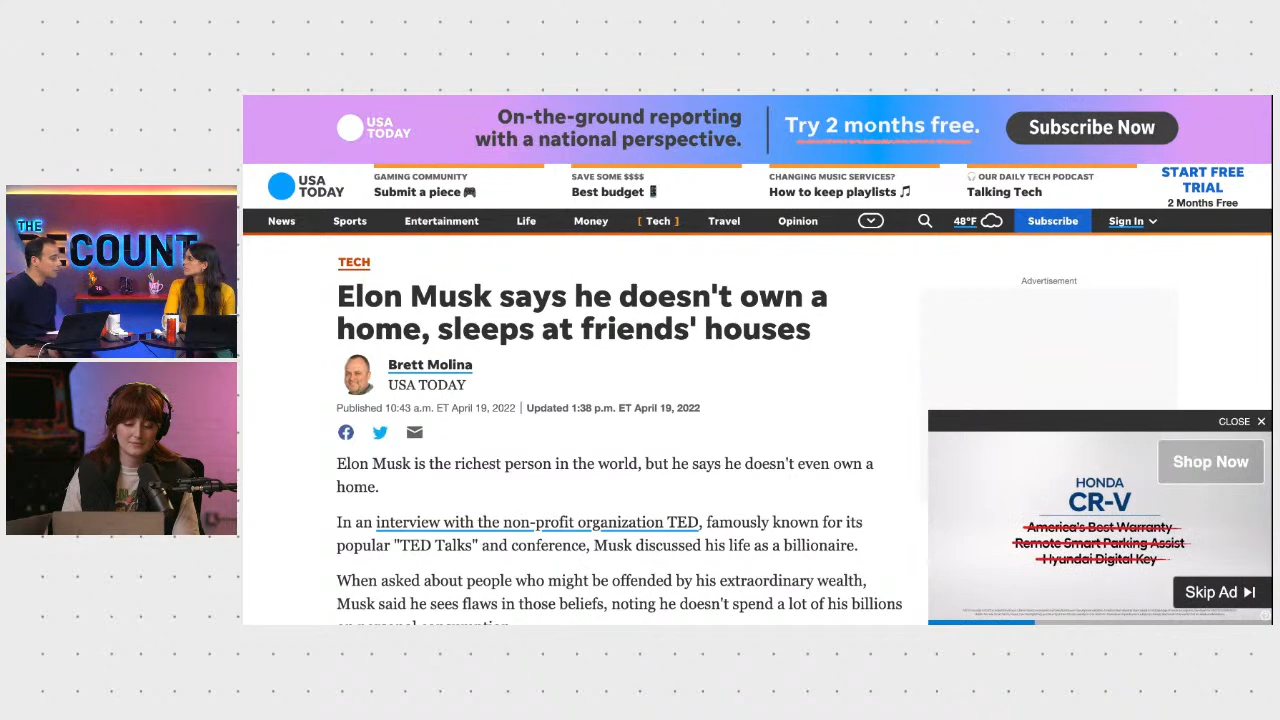 USA
TODAY
On-the-ground reporting
with a national perspective.
Try 2 months free.
Subscribe Now
USA
TODAY
GAMING COMMUNITY
Submit a piece
SAVE SOME $$$$
Best budget
CHANGING MUSIC SERVICES?
How to keep playlists
OUR DAILY TECH PODCAST
Talking Tech
START FREE
TRIAL
2 Months Free
News Sports Entertainment Life Money [ Tech ] Travel Opinion 48°F Subscribe Sign In
THE
COUNT
TECH
Elon Musk says he doesn't own a
home, sleeps at friends' houses
Brett Molina
USA TODAY
Published 10:43 a.m. ET April 19, 2022 | Updated 1:38 p.m. ET April 19, 2022
Elon Musk is the richest person in the world, but he says he doesn't even own a
home.
In an interview with the non-profit organization TED, famously known for its
popular "TED Talks" and conference, Musk discussed his life as a billionaire.
When asked about people who might be offended by his extraordinary wealth,
Musk said he sees flaws in those beliefs, noting he doesn't spend a lot of his billions
Advertisement
CLOSE X
Shop Now
HONDA
CR-V
America's Best Warranty
Remote Smart Parking Assist
Hyundai Digital Key
Skip Ad